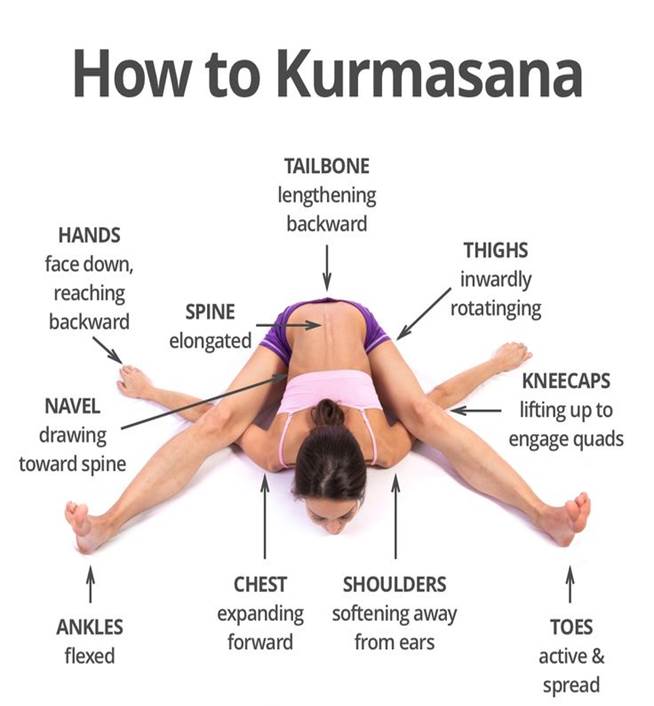 How to Kurmasana
TAILBONE
lengthening
backward
HANDS
face down,
reaching
backward
THIGHS
inwardly
rotatinging
SPINE
elongated
KNEECAPS
lifting up to
engage quads
NAVEL
drawing
toward spine
CHEST
expanding
forward
SHOULDERS
softening away
from ears
ANKLES
flexed
TOES
active &
spread